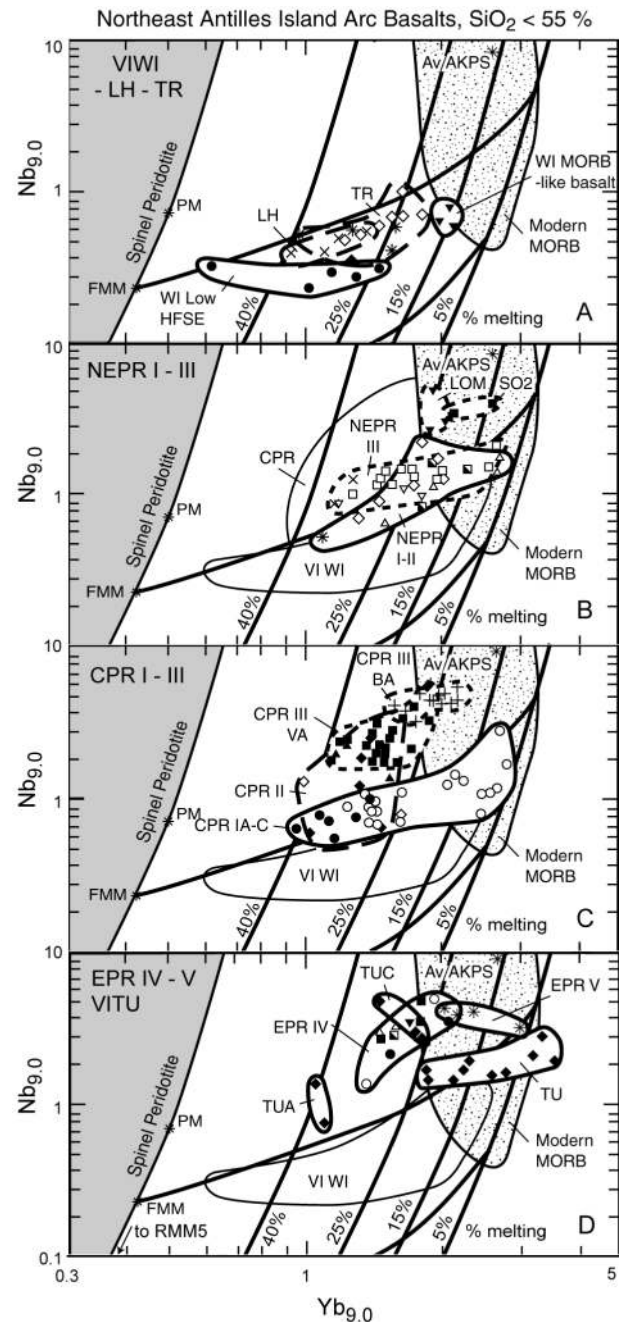 Northeast Antilles Island Arc Basalts, SiO2 < 55 %
10
VIWI
- LH - TR
Av AKPS
Nb9.0
Spinel Peridotite
PM
1
TR
LH
WI MORB
-like basalt
Modern
MORB
FMM
WI Low
HFSE
40%
25%
15%
5%
% melting
A
10
NEPR I - III
Av AKPS
LOM
SO2
Nb9.0
Spinel Peridotite
PM
1
CPR
NEPR
III
NEPR
I-II
VI WI
Modern
MORB
FMM
40%
25%
15%
5%
% melting
B
10
10
CPR I - III
CPR III
BA
Av AKPS
CPR III
VA
Nb9.0
Spinel Peridotite
PM
1
CPR II
CPR IA-C
VI WI
Modern
MORB
FMM
40%
25%
15%
5%
% melting
C
10
EPR IV - V
VITU
TUC
Av AKPS
EPR V
EPR IV
Nb9.0
Spinel Peridotite
PM
1
TUA
TU
Modern
MORB
VI WI
FMM
to RMM5
40%
25%
15%
5%
% melting
D
0.1
0.3
1
5
Yb9.0